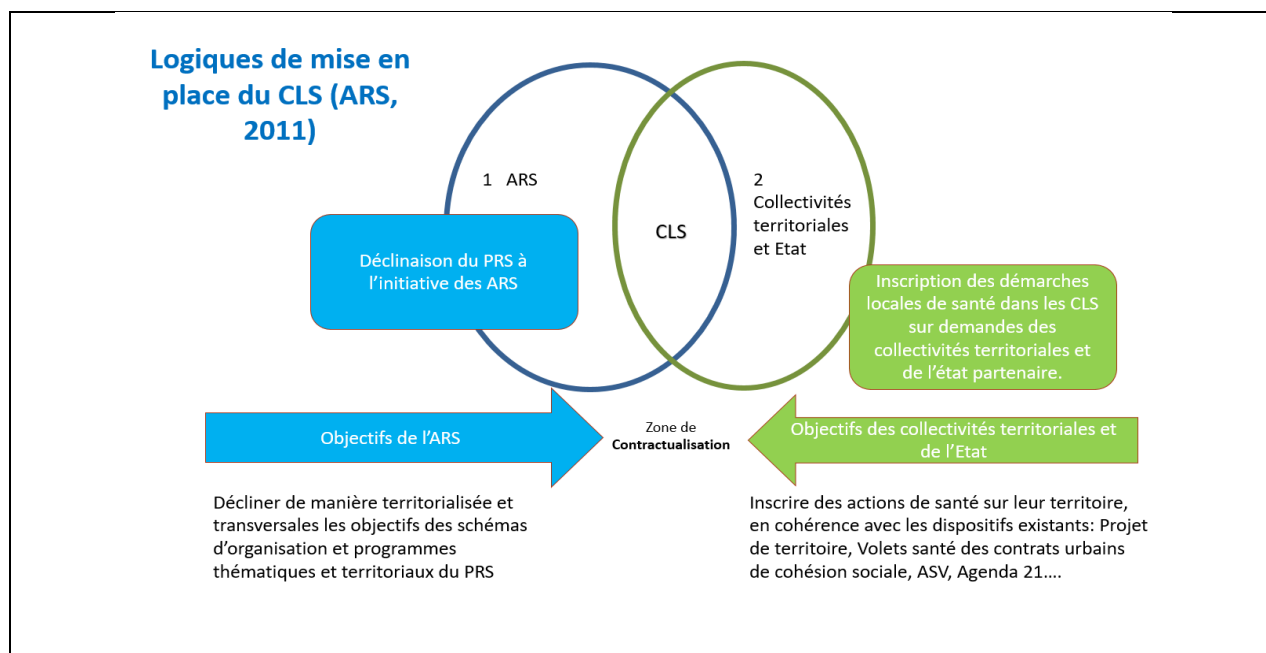 Logiques de mise en
place du CLS (ARS,
2011)
1 ARS
2
Collectivités
territoriales
et Etat
CLS
Déclinaison du PRS à
l'initiative des ARS
Inscription des démarches
locales de santé dans les CLS
sur demandes des
collectivités territoriales et
de l'état partenaire.
Objectifs de l'ARS
Zone de
Contractualisation
Objectifs des collectivités territoriales et
de l'Etat
Décliner de manière territorialisée et
transversales les objectifs des schémas
d'organisation et programmes
thématiques et territoriaux du PRS
Inscrire des actions de santé sur leur territoire,
en cohérence avec les dispositifs existants: Projet
de territoire, Volets santé des contrats urbains
de cohésion sociale, ASV, Agenda 21….